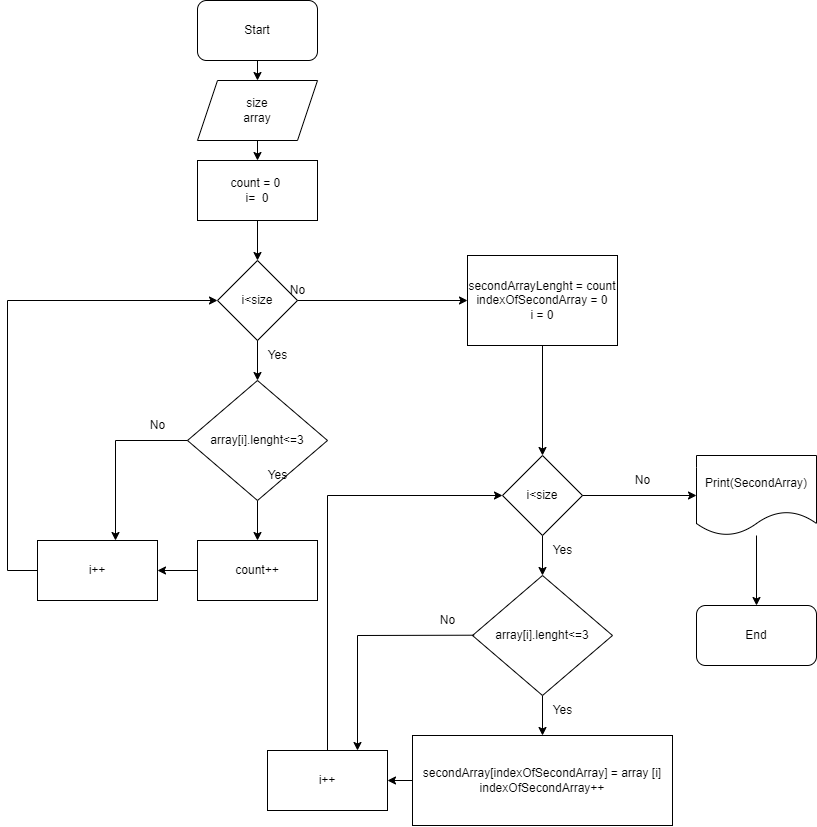 Start
size
array
count = 0
i= 0
i<size
No
Yes
array[i].lenght<=3
No
Yes
count++
i++
secondArrayLenght = count
indexOfSecondArray = 0
i = 0
i<size
No
Yes
Print(SecondArray)
End
array[i].lenght<=3
No
Yes
secondArray[indexOfSecondArray] = array [i]
indexOfSecondArray++
i++